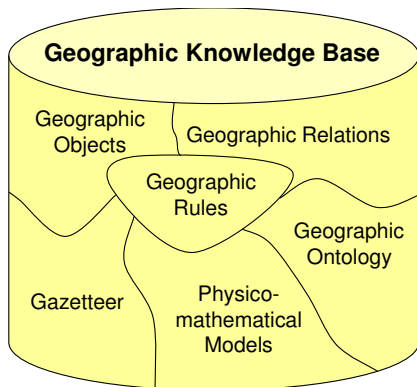 Geographic Knowledge Base
Geographic
Objects
Geographic Relations
Geographic
Rules
Geographic
Ontology
Gazetteer
Physico-
mathematical
Models